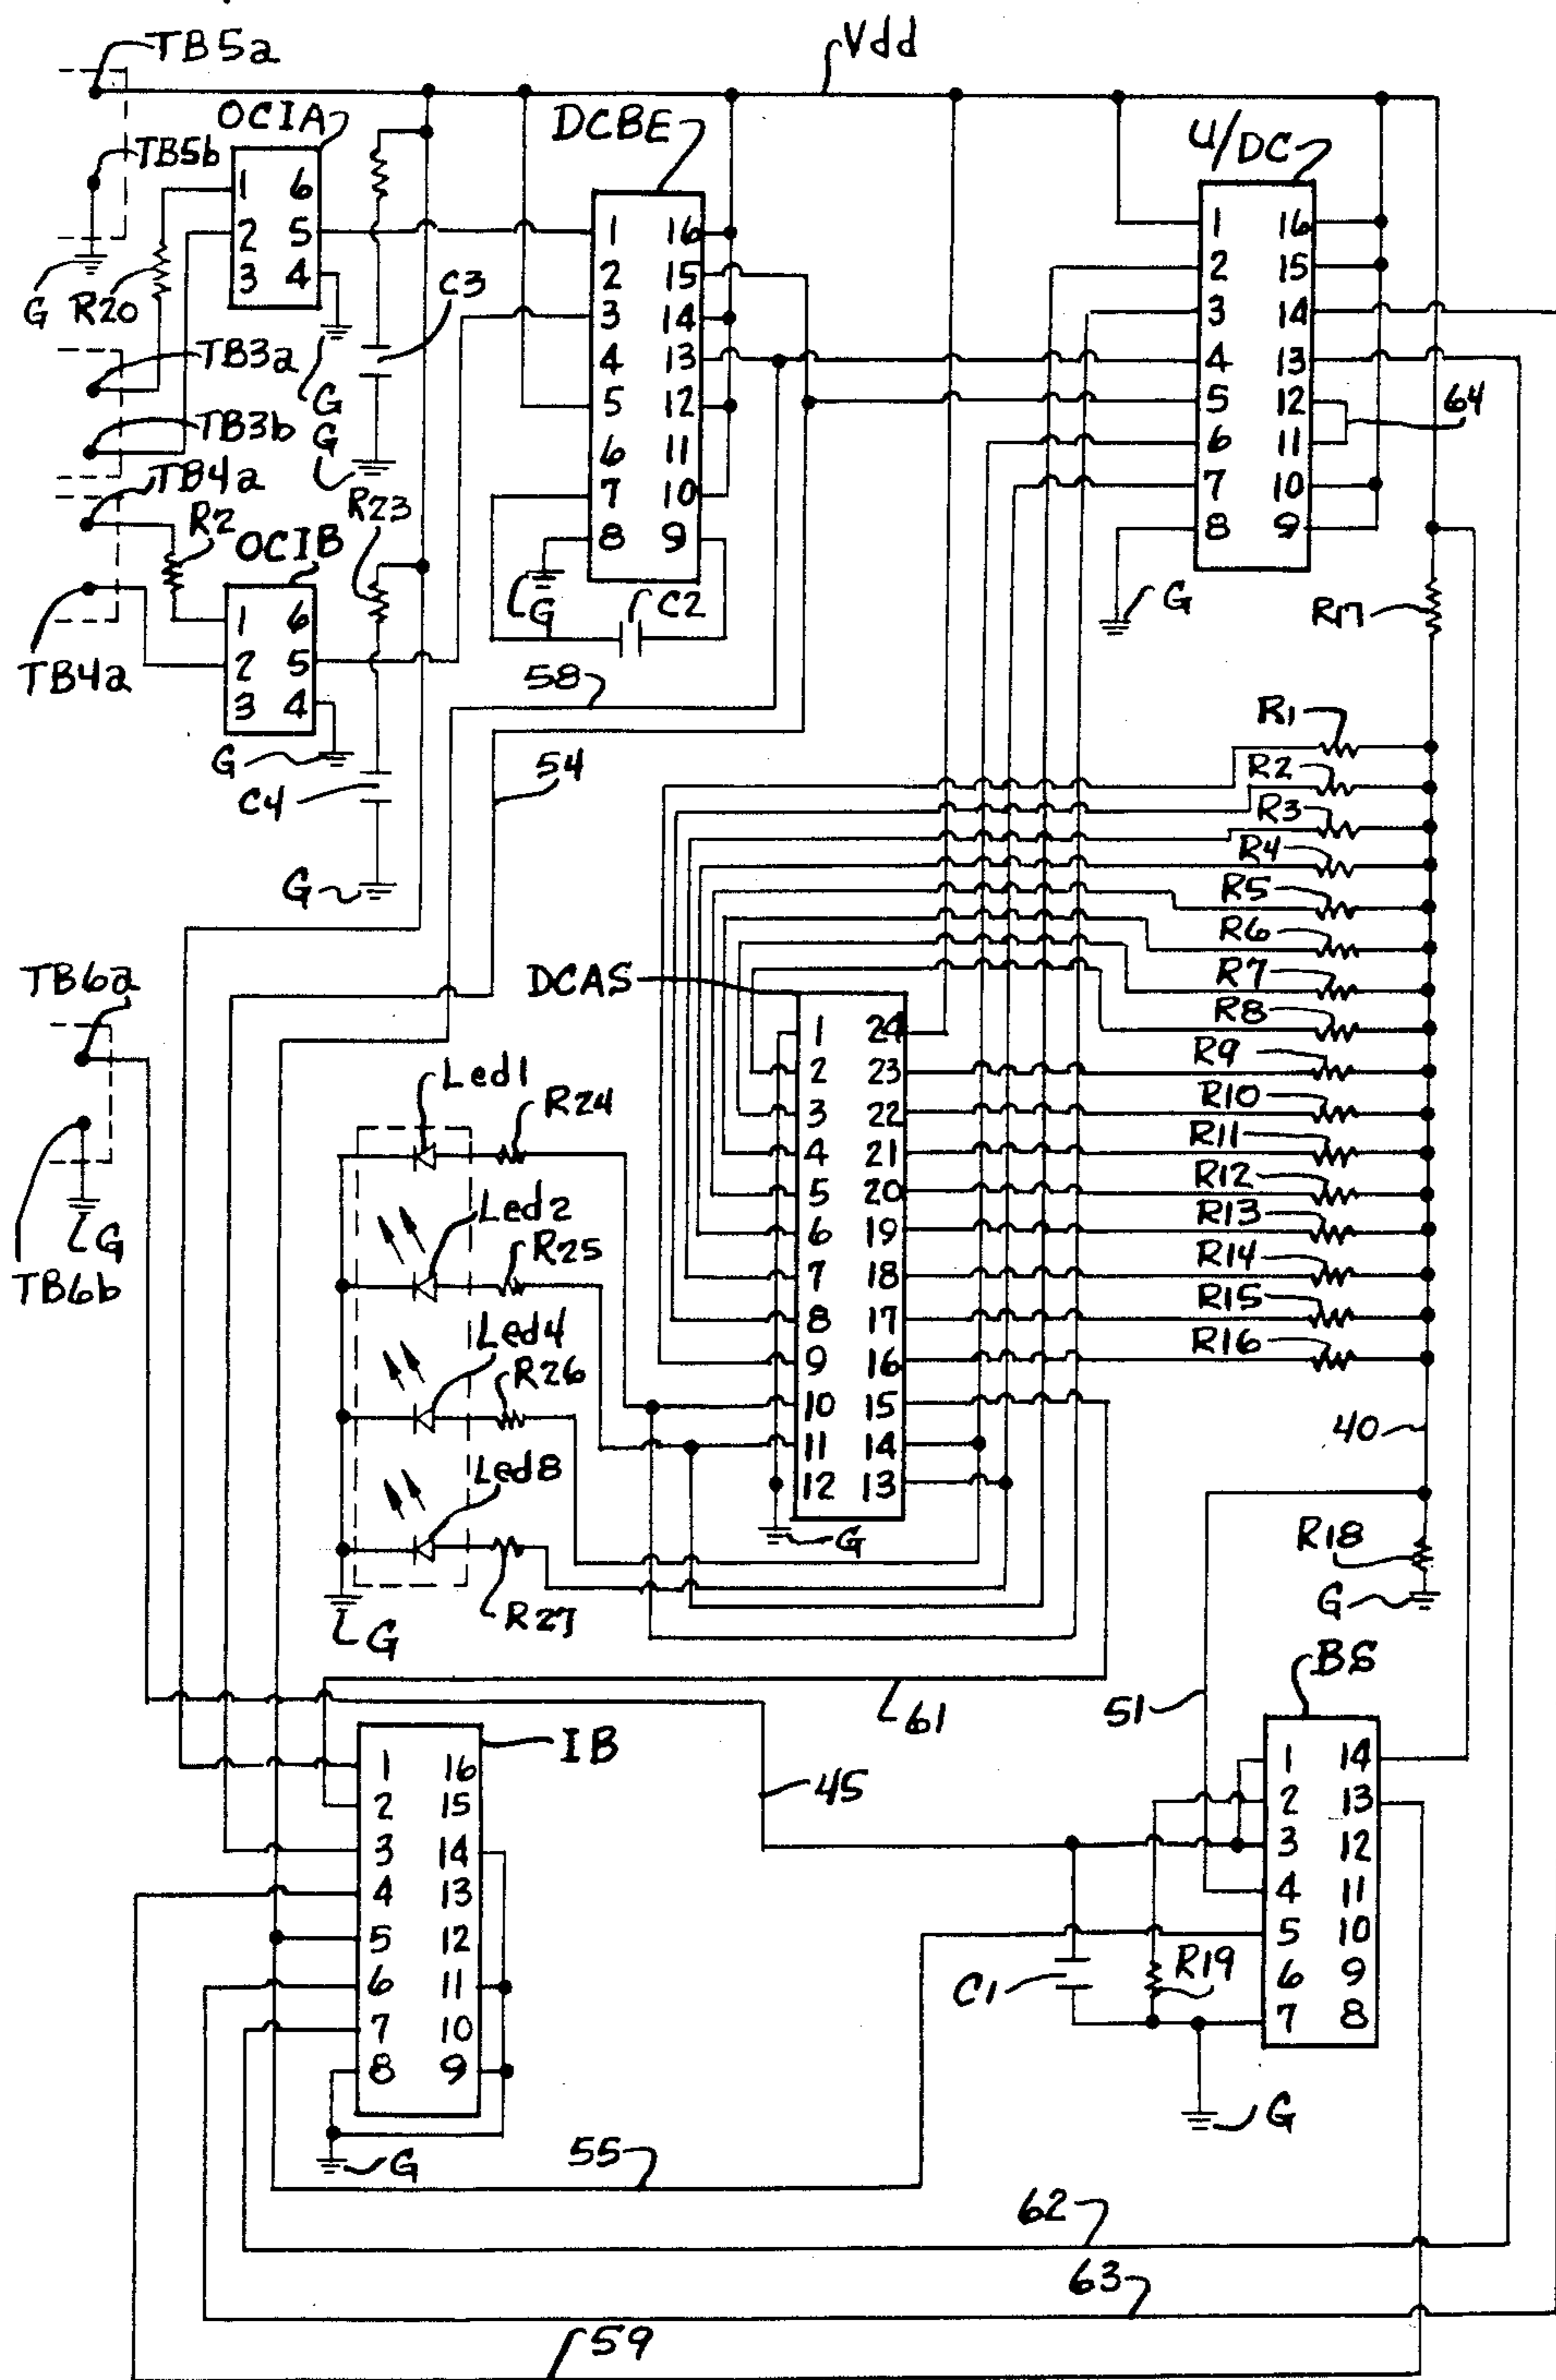 TB5a
Vdd
OCIA
DCBE
U/DC
TB5b
1 6
2 5
3 4
G
R20
C3
G
G
G
TB3a
TB3b
TB4a
R2
OCIB
R23
1 16
2 15
3 14
4 13
5 12
6 11
7 10
8 9
G
C2
1 16
2 15
3 14
4 13
5 12
6 11
7 10
8 9
64
G
R17
TB4a
1 6
2 5
3 4
G
C4
G
58
54
R1
R2
R3
R4
R5
R6
R7
R8
R9
R10
R11
R12
R13
R14
R15
R16
TB6a
G
TB6b
DCAS
1 24
2 23
3 22
4 21
5 20
6 19
7 18
8 17
9 16
10 15
11 14
12 13
G
Led1
R24
Led2
R25
Led4
R26
Led8
R27
G
40
R18
G
61
51
BS
IB
45
1 16
2 15
3 14
4 13
5 12
6 11
7 10
8 9
G
1 14
2 13
3 12
4 11
5 10
6 9
7 8
C1
R19
G
55
62
63
59